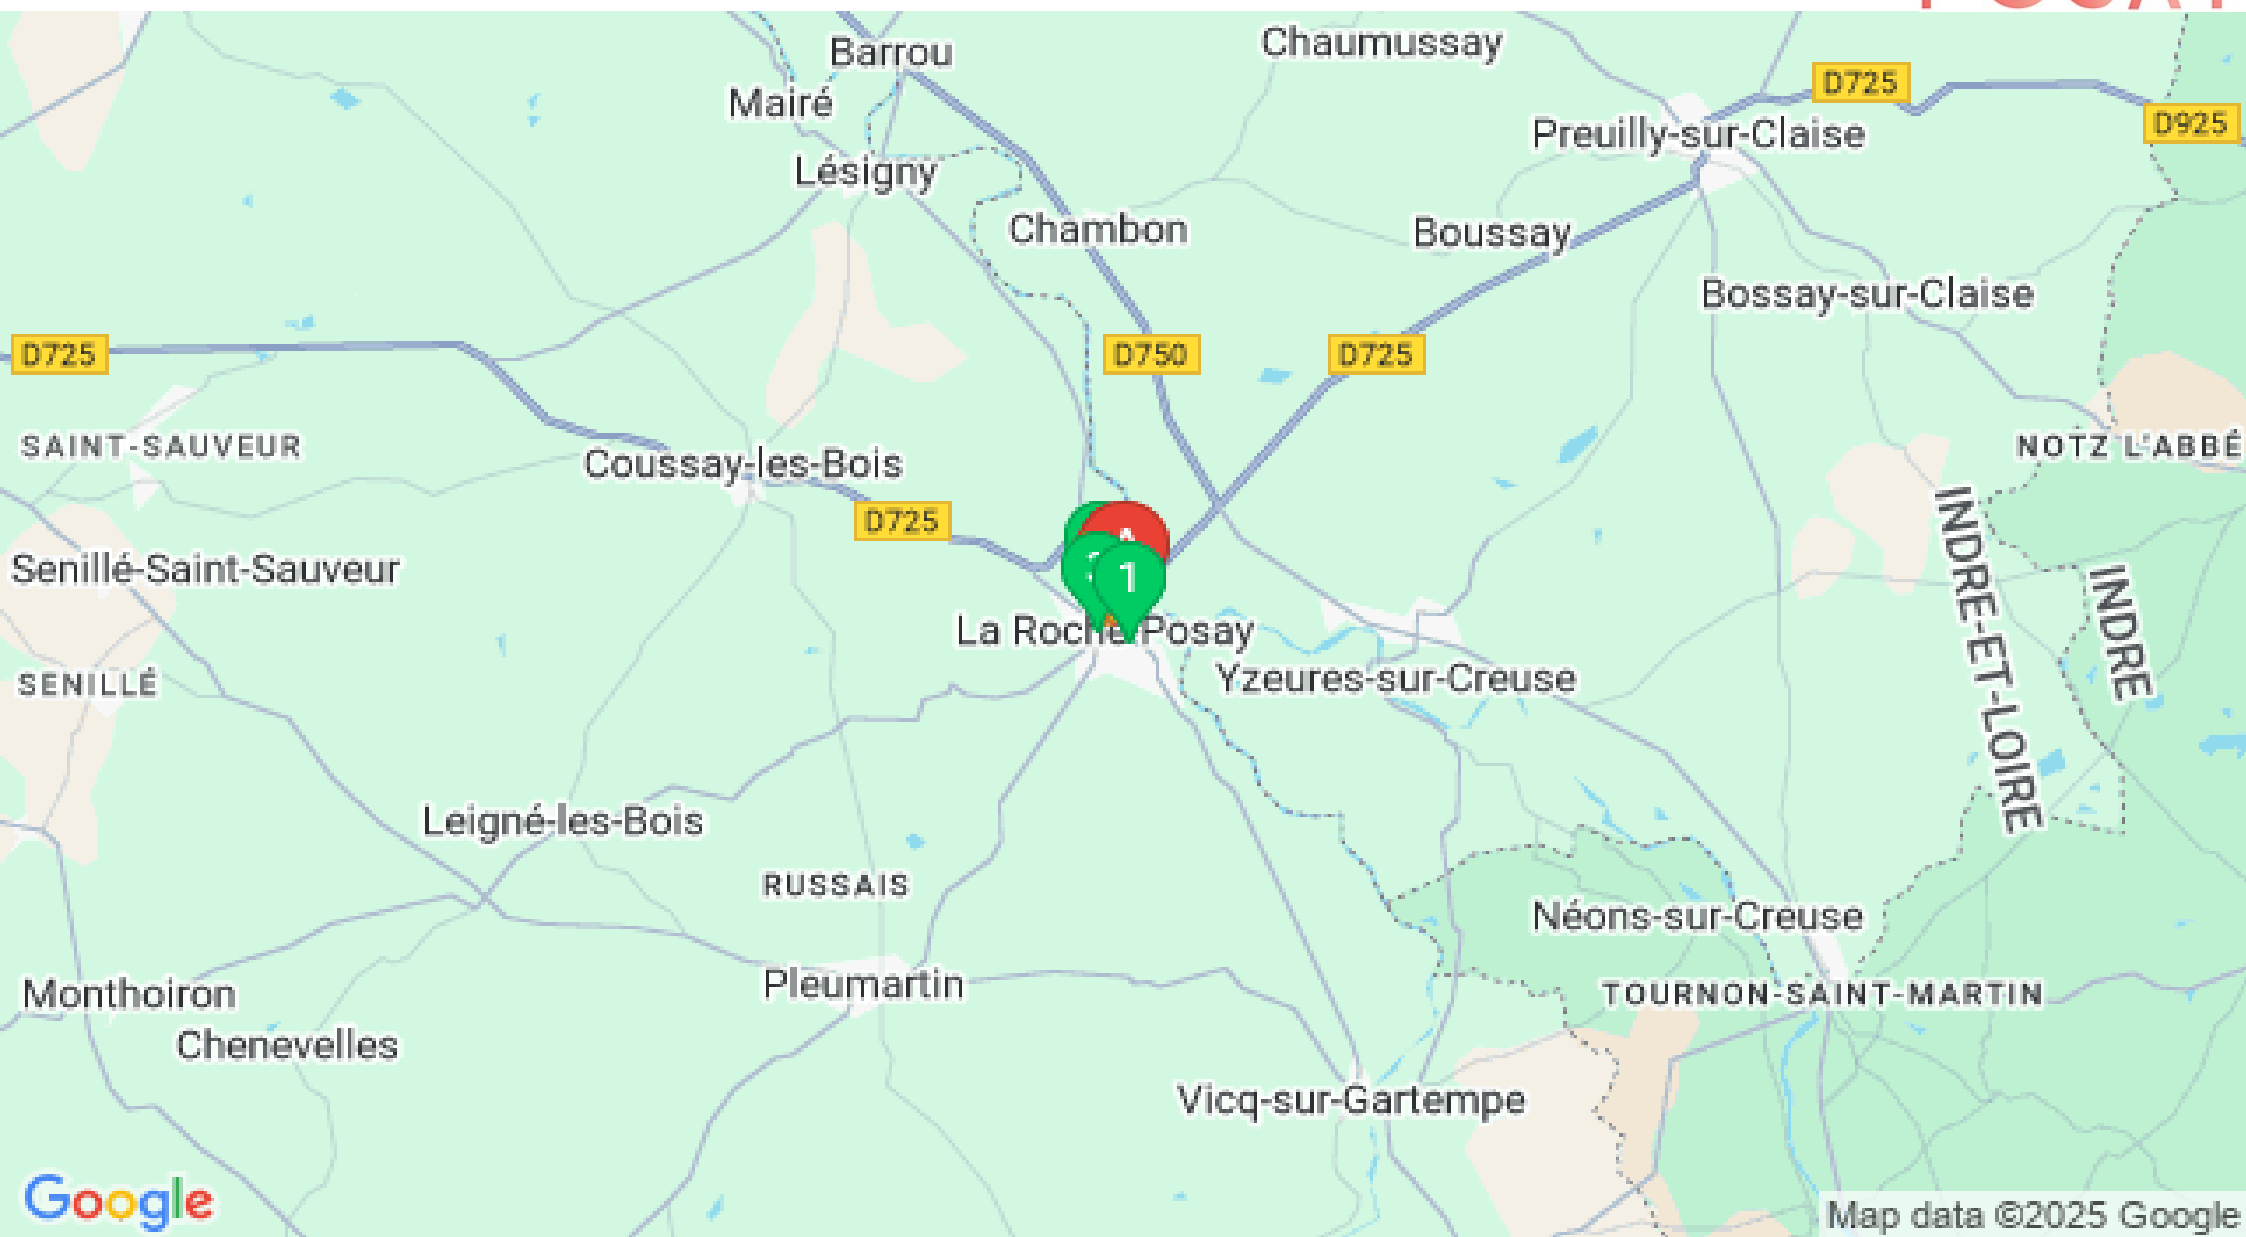 Barrou
Chaumussay
D725
Mairé
D925
Preuilly-sur-Claise
Lésigny
Chambon
Boussay
Bossay-sur-Claise
D725
D750
D725
SAINT-SAUVEUR
NOTZ L'ABBÉ
Coussay-les-Bois
D725
INDRE-ET-LOIRE
INDRE
Senillé-Saint-Sauveur
1
La Roche-Posay
SENILLÉ
Yzeures-sur-Creuse
Leigné-les-Bois
RUSSAIS
Néons-sur-Creuse
Pleumartin
Monthoiron
TOURNON-SAINT-MARTIN
Chenevelles
Vicq-sur-Gartempe
Google
Map data ©2025 Google